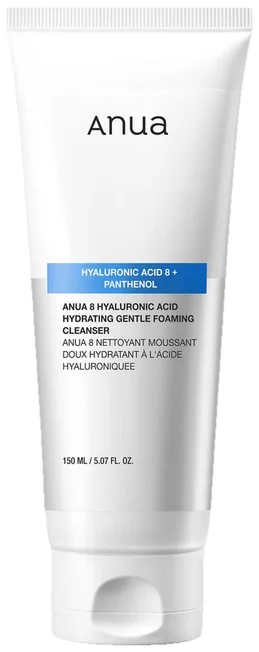 Anua
HYALURONIC ACID 8 +
PANTHENOL
ANUA 8 HYALURONIC ACID
HYDRATING GENTLE FOAMING
CLEANSER
ANUA 8 NETTOYANT MOUSSANT
DOUX HYDRATANT À L'ACIDE
HYALURONIQUEE
150 ML / 5.07 FL. OZ.